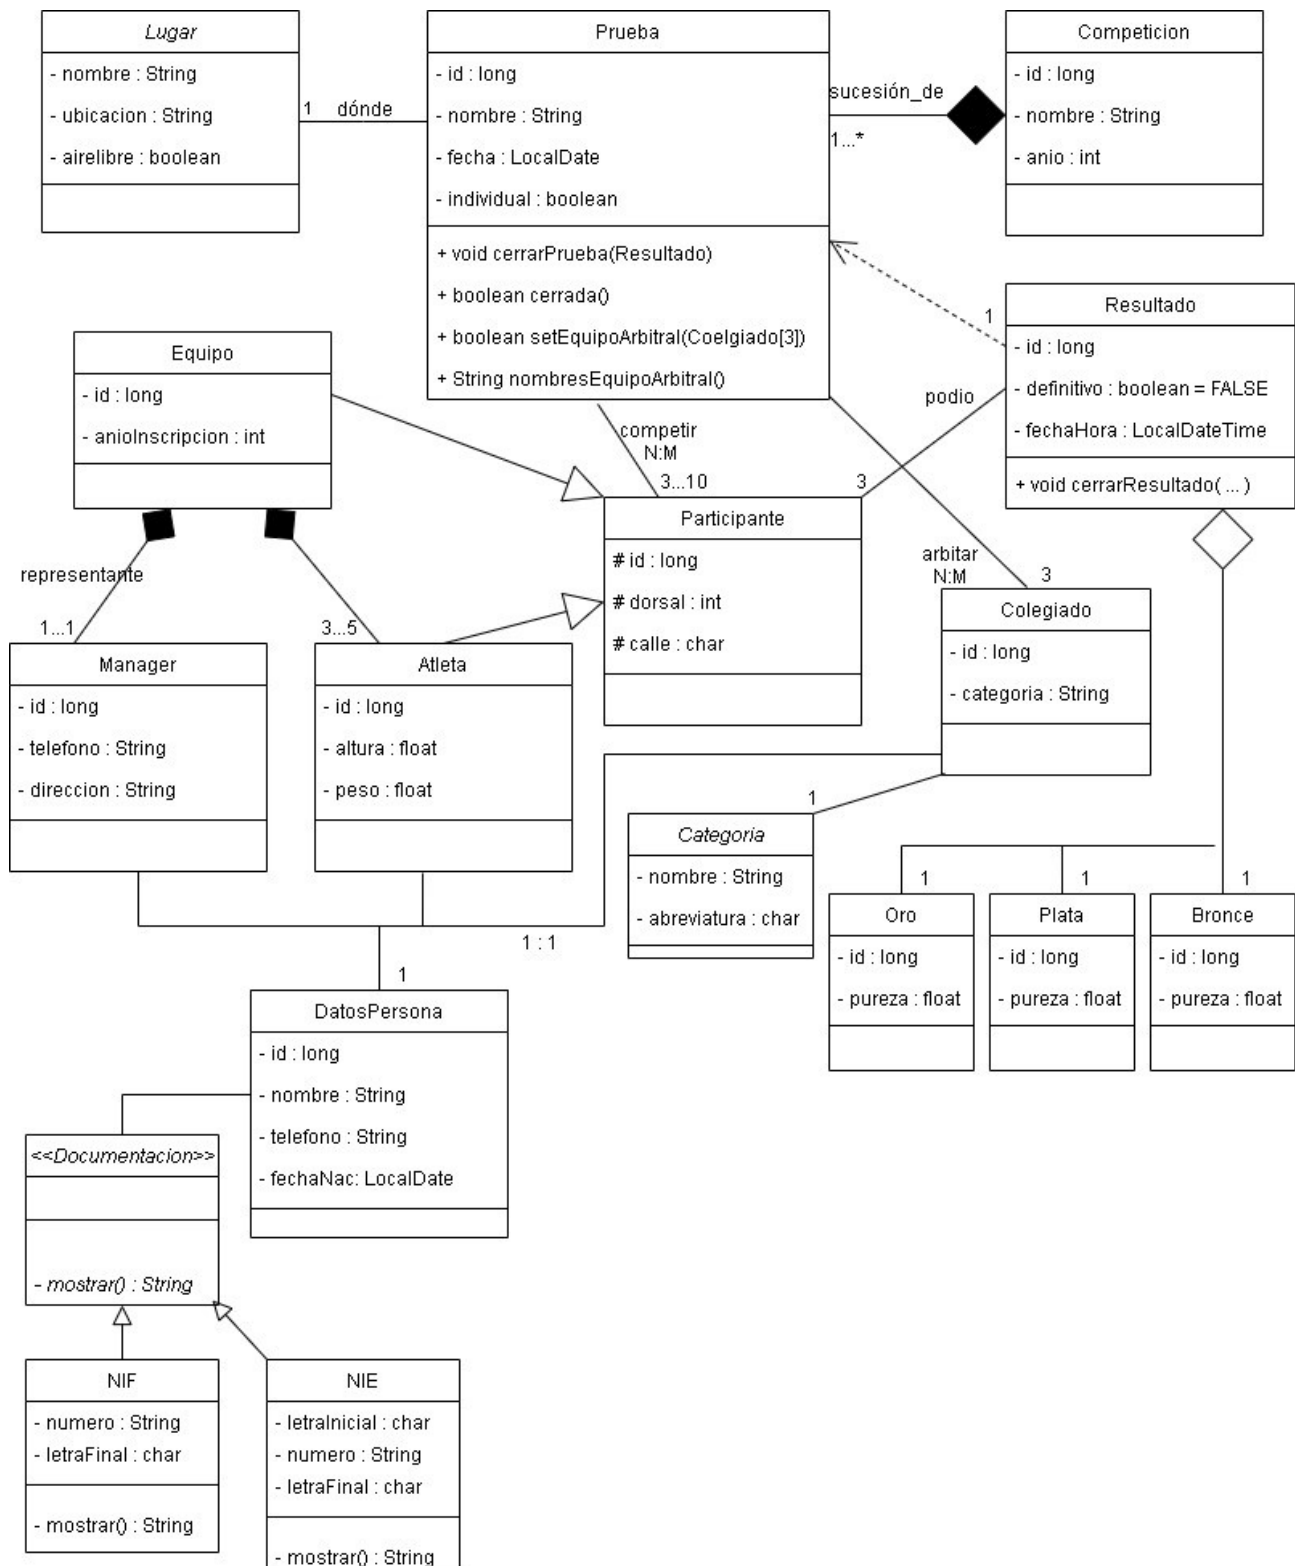 Lugar
- nombre : String
- ubicacion : String
- airelibre : boolean
1
dónde
Prueba
- id : long
- nombre : String
- fecha : LocalDate
- individual : boolean
+ void cerrarPrueba(Resultado)
+ boolean cerrada()
+ boolean setEquipoArbitral(Coelgiado[3])
+ String nombresEquipoArbitral()
sucesión_de
1...*
Competicion
- id : long
- nombre : String
- anio : int
1
Resultado
- id : long
- definitivo : boolean = FALSE
- fechaHora : LocalDateTime
+ void cerrarResultado( ... )
podio
3
Equipo
- id : long
- anioInscripcion : int
competir
N:M
3...10
Participante
# id : long
# dorsal : int
# calle : char
arbitar
N:M
3
Colegiado
- id : long
- categoria : String
representante
1...1
3...5
Manager
- id : long
- telefono : String
- direccion : String
Atleta
- id : long
- altura : float
- peso : float
1
Categoria
- nombre : String
- abreviatura : char
1
1
1
Oro
- id : long
- pureza : float
Plata
- id : long
- pureza : float
Bronce
- id : long
- pureza : float
1 : 1
1
DatosPersona
- id : long
- nombre : String
- telefono : String
- fechaNac: LocalDate
<<Documentacion>>
- mostrar() : String
NIF
- numero : String
- letraFinal : char
- mostrar() : String
NIE
- letraInicial : char
- numero : String
- letraFinal : char
- mostrar() : String